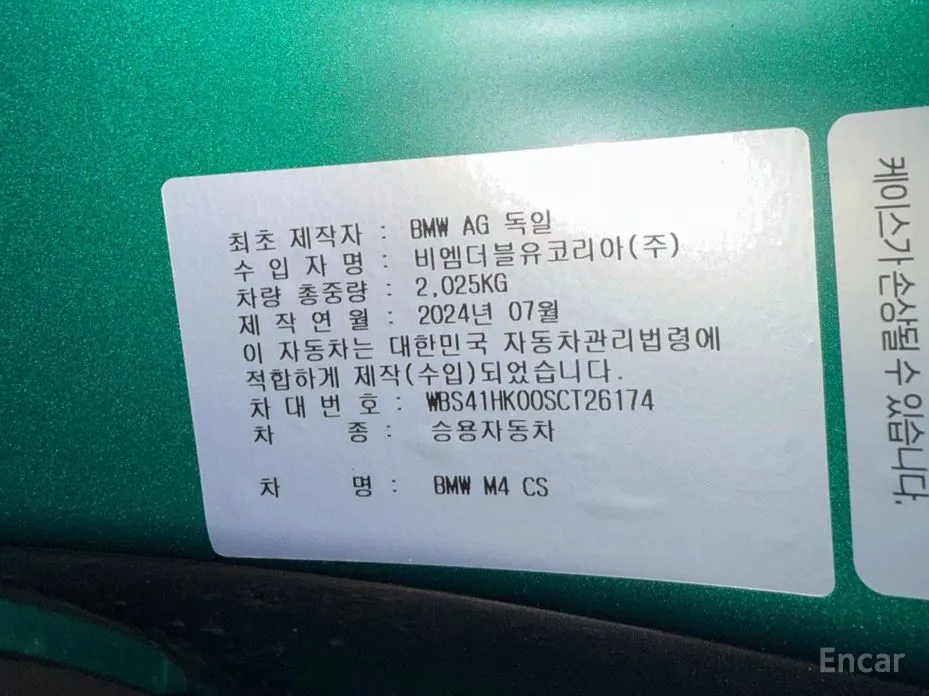 최초 제작자 : BMW AG 독일
수 입 자 명 : 비엠더블유코리아(주)
차량 총중량 : 2,025KG
제 작 연 월 : 2024년 07월
이 자동차는 대한민국 자동차관리법령에
적합하게 제작(수입)되었습니다.
차 대 번 호 : WBS41HK00SCT26174
차 종 : 승용자동차
차 명 : BMW M4 CS
케이스가 손상될 수 있습니다.
Encar